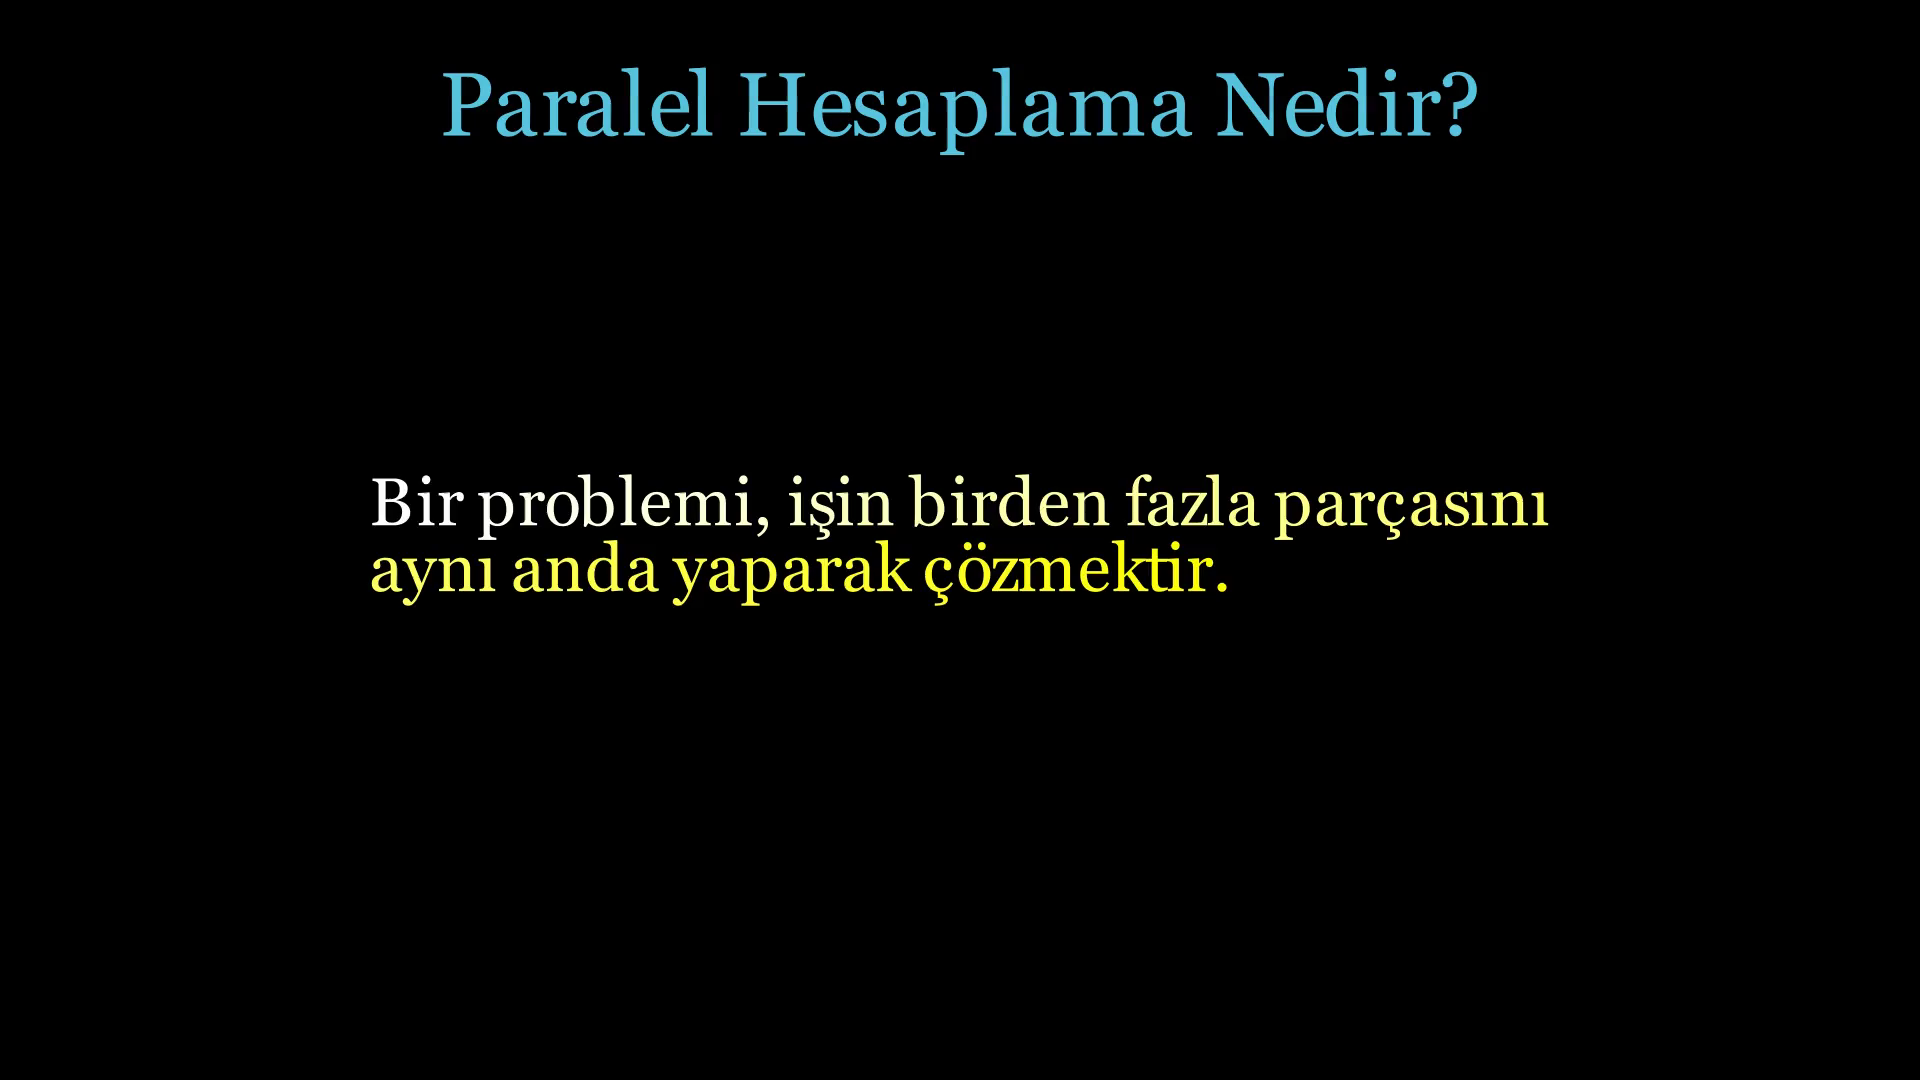 Paralel Hesaplama Nedir?
Bir problemi, işin birden fazla parçasını
aynı anda yaparak çözmektir.